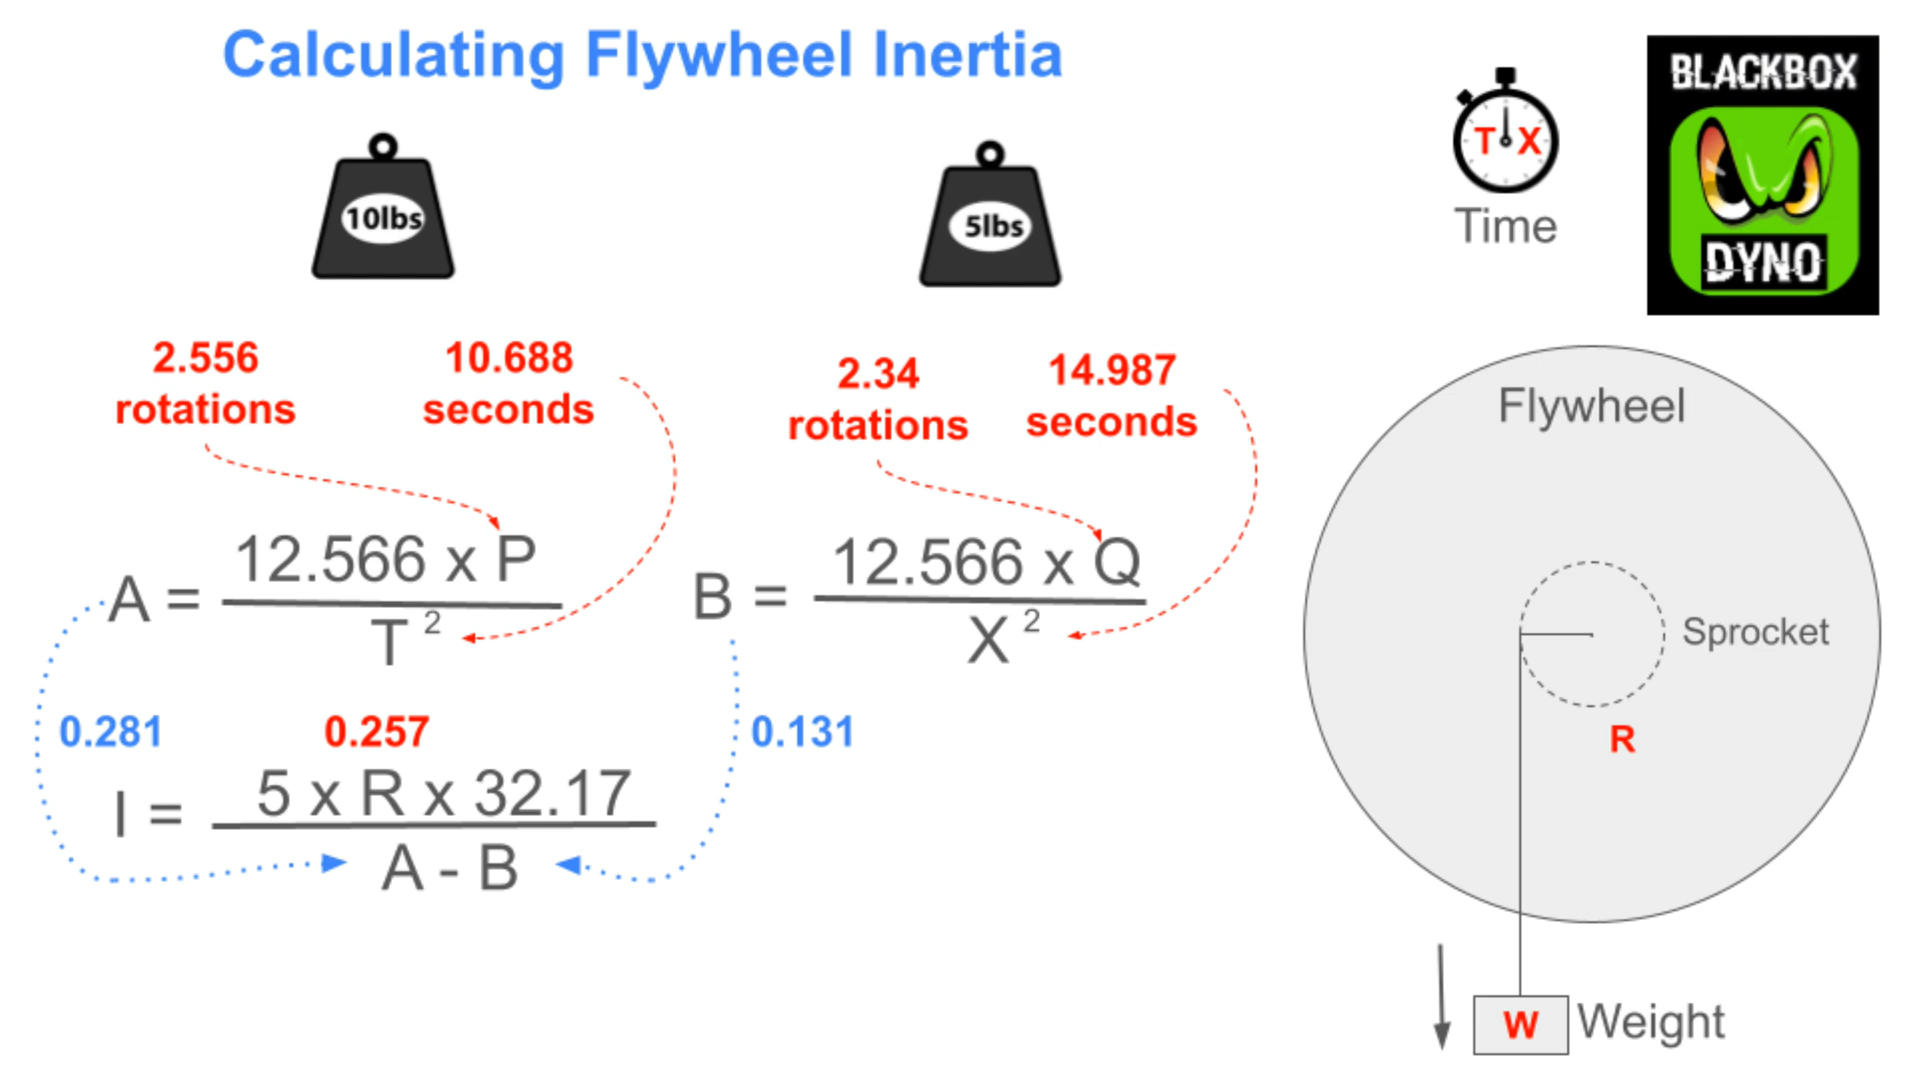 Calculating Flywheel Inertia
BLACKBOX
DYNO
10lbs
5lbs
T X
Time
2.556
rotations
10.688
seconds
2.34
rotations
14.987
seconds
A = 12.566 x P
T 2
B = 12.566 x Q
X 2
0.281
0.257
0.131
I = 5 x R x 32.17
A - B
Flywheel
Sprocket
R
W
Weight